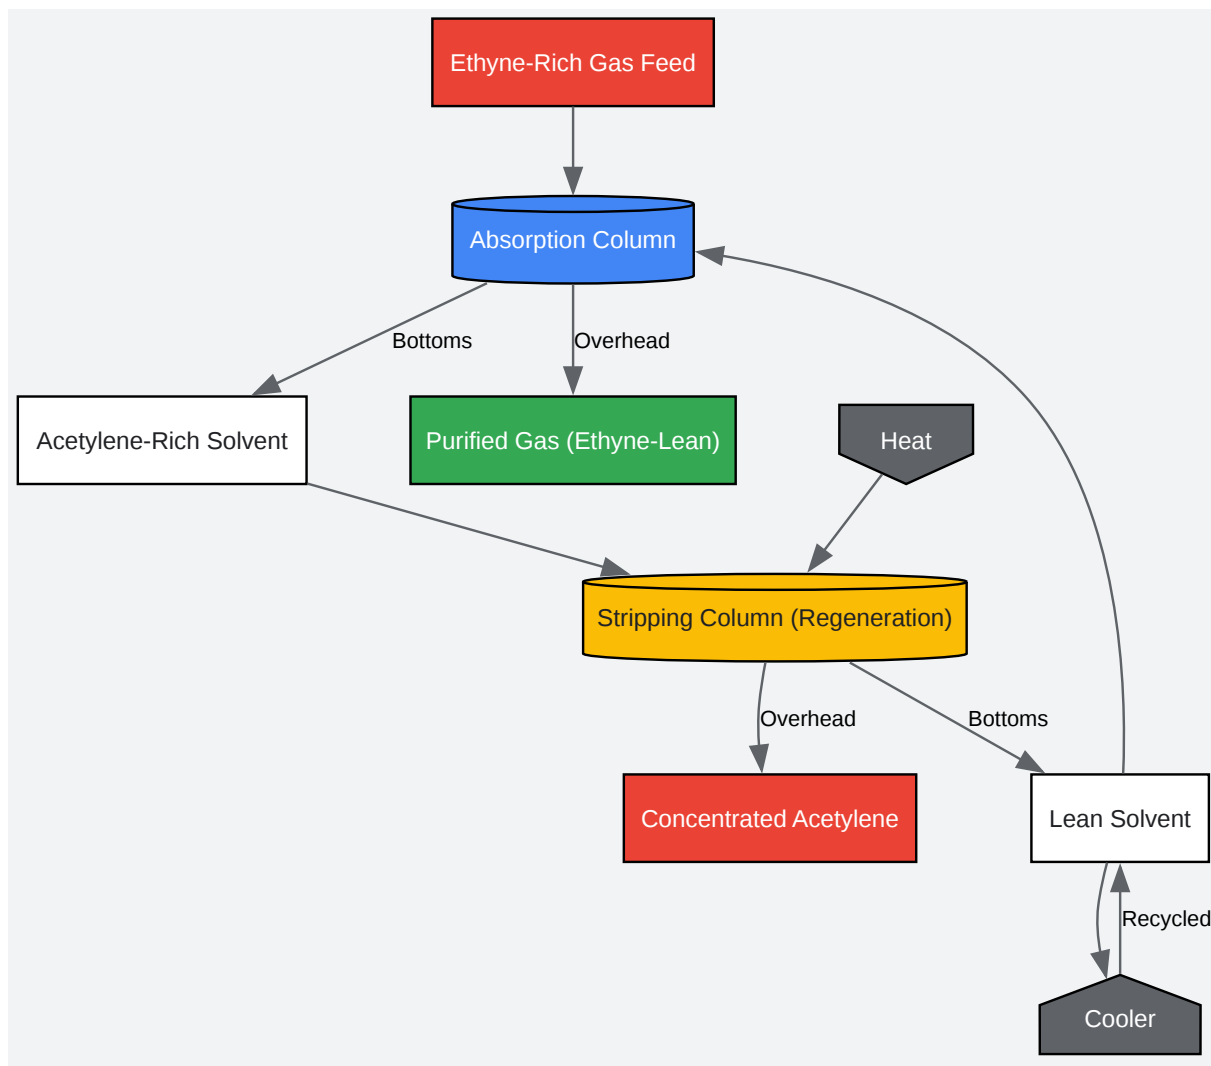 Ethyne-Rich Gas Feed
Absorption Column
Bottoms
Overhead
Acetylene-Rich Solvent
Purified Gas (Ethyne-Lean)
Heat
Stripping Column (Regeneration)
Overhead
Bottoms
Concentrated Acetylene
Lean Solvent
Recycled
Cooler